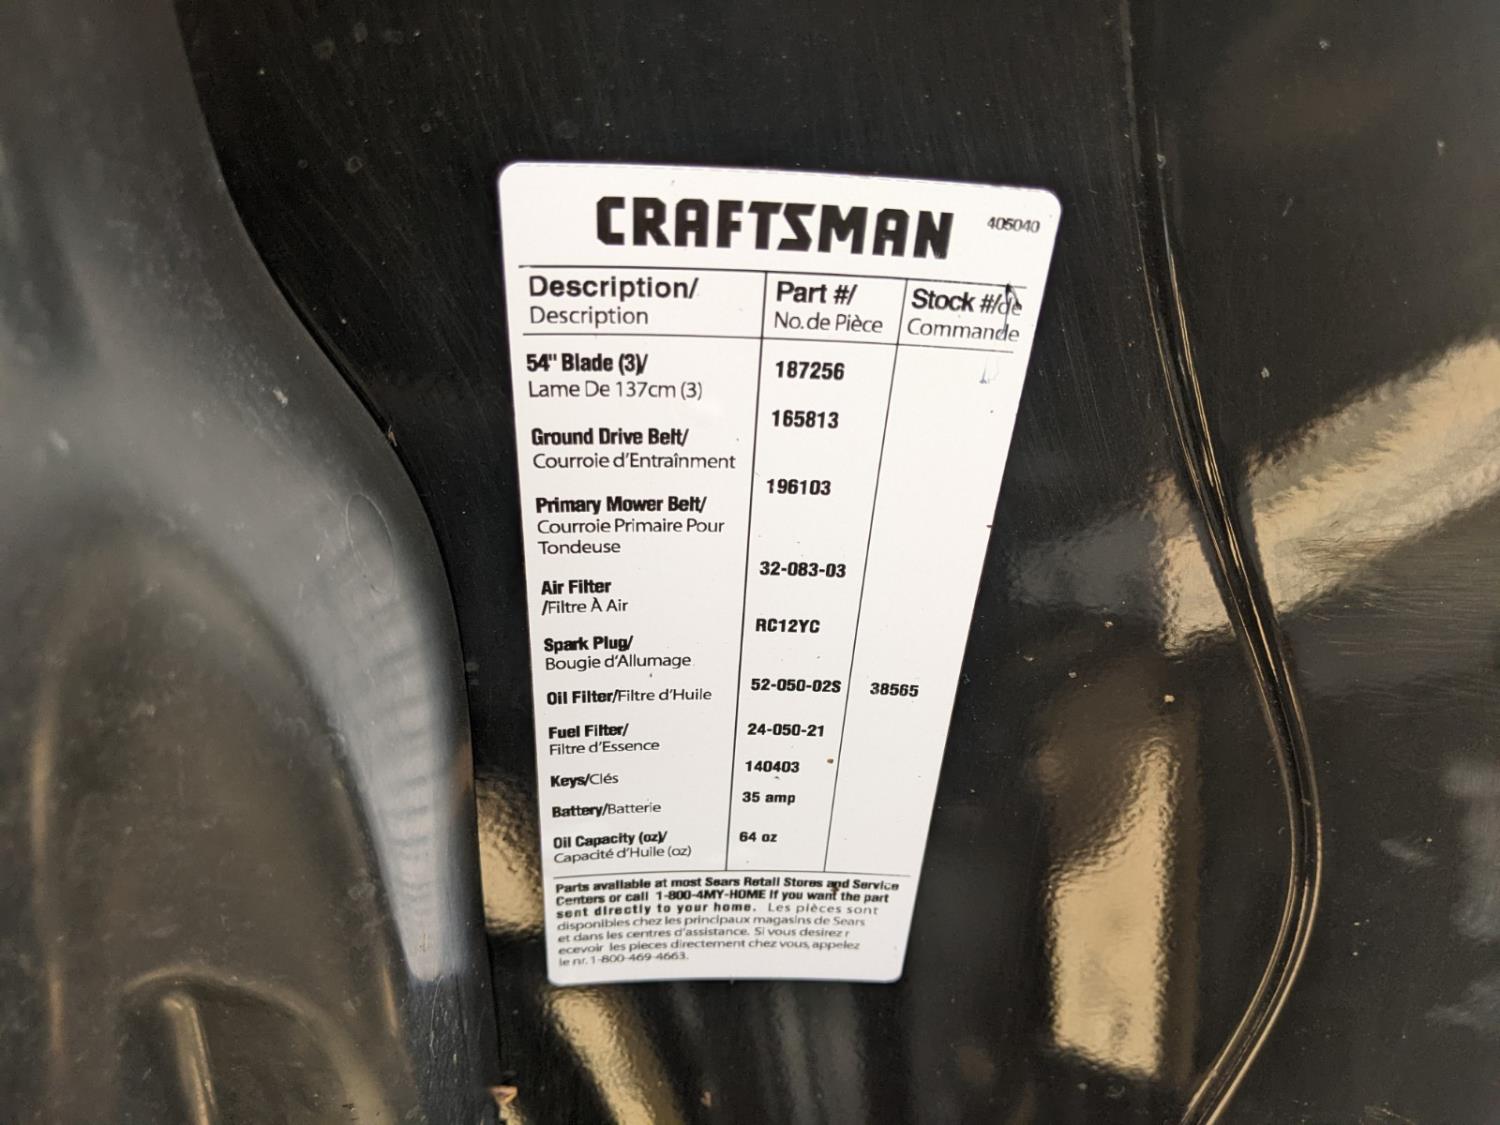 CRAFTSMAN
405040
Description/ Part #/ Stock #/de
Description No. de Pièce Commande
54" Blade (3)/ 187256
Lame De 137cm (3)
Ground Drive Belt/ 165813
Courroie d'Entraînment
Primary Mower Belt/ 196103
Courroie Primaire Pour
Tondeuse
Air Filter 32-083-03
/Filtre À Air
Spark Plug/ RC12YC
Bougie d'Allumage
Oil Filter/Filtre d'Huile 52-050-02S 38565
Fuel Filter/ 24-050-21
Filtre d'Essence
Keys/Clés 140403
Battery/Batterie 35 amp
Oil Capacity (oz)/ 64 oz
Capacité d'Huile (oz)
Parts available at most Sears Retail Stores and Service
Centers or call 1-800-4MY-HOME If you want the part
sent directly to your home. Les pièces sont
disponibles chez les principaux magasins de Sears
et dans les centres d'assistance. Si vous desirez r
ecevoir les pieces directement chez vous, appelez
le nr. 1-800-469-4663.